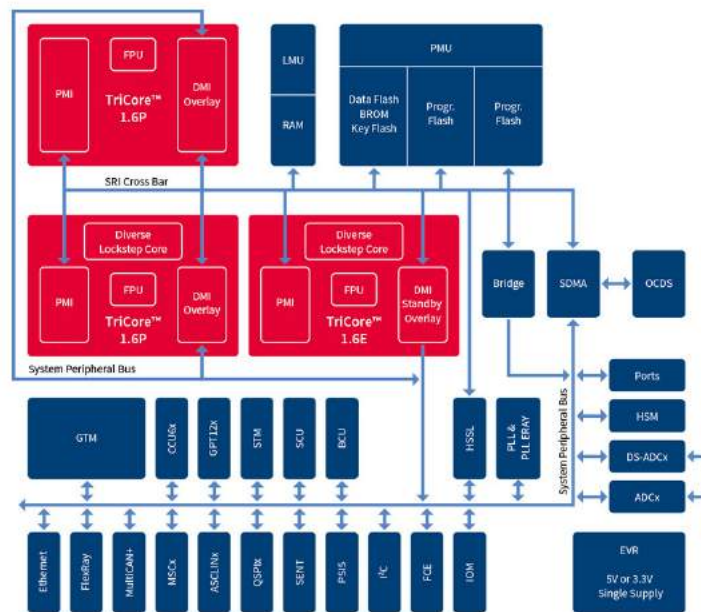 FPU
PMI
TriCore™
1.6P
DMI
Overlay
LMU
RAM
PMU
Data Flash
BROM
Key Flash
Progr.
Flash
Progr.
Flash
SRI Cross Bar
Diverse
Lockstep Core
PMI
FPU
TriCore™
1.6P
DMI
Overlay
Diverse
Lockstep Core
PMI
FPU
TriCore™
1.6E
DMI
Standby
Overlay
Bridge
SDMA
OCDS
System Peripheral Bus
System Peripheral Bus
Ports
HSM
DS-ADCx
ADCx
GTM
CCU6x
GPT12x
STM
SCU
BCU
HSSL
PLL &
PLL ERAY
Ethernet
FlexRay
MultiCAN+
MSCx
ASCLINx
QSPIx
SENT
PSI5
I²C
FCE
IOM
EVR
5V or 3.3V
Single Supply